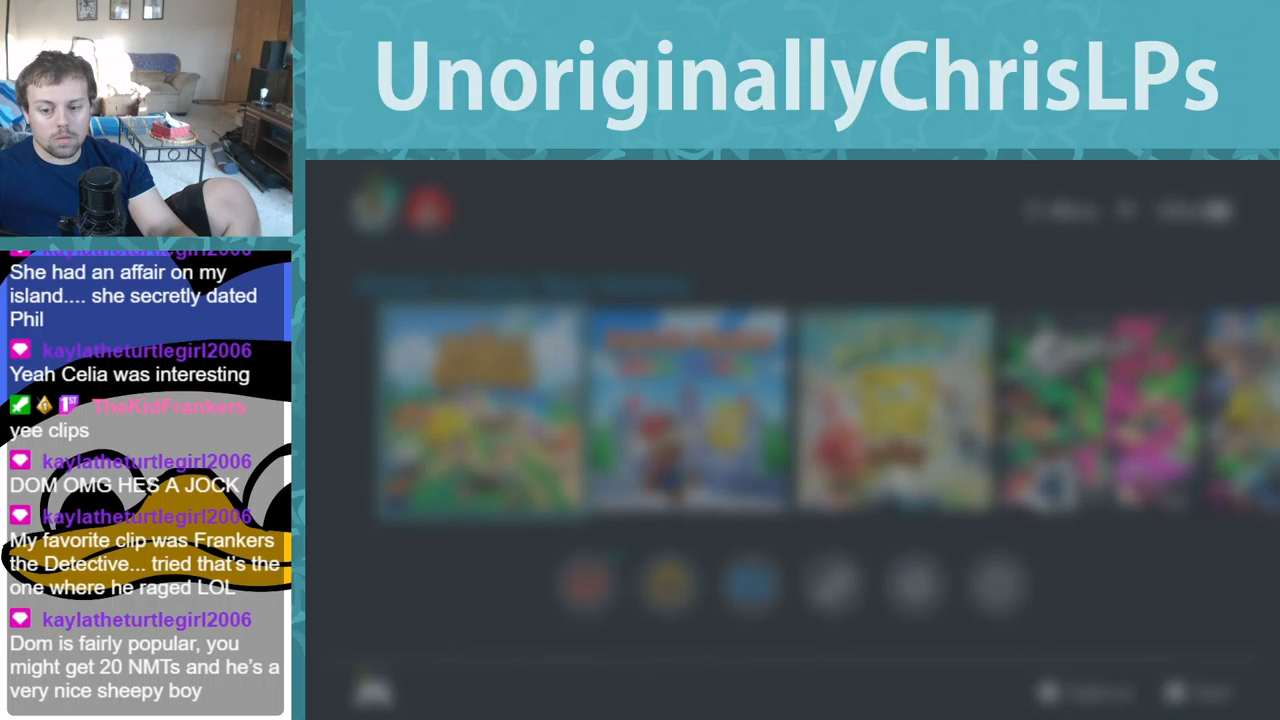 UnoriginallyChrisLPs
kaylatheturtlegirl2006
She had an affair on my
island.... she secretly dated
Phil
kaylatheturtlegirl2006
Yeah Celia was interesting
1ST TheKidFrankers
yee clips
kaylatheturtlegirl2006
DOM OMG HES A JOCK
kaylatheturtlegirl2006
My favorite clip was Frankers
the Detective... tried that's the
one where he raged LOL
kaylatheturtlegirl2006
Dom is fairly popular, you
might get 20 NMTs and he's a
very nice sheepy boy